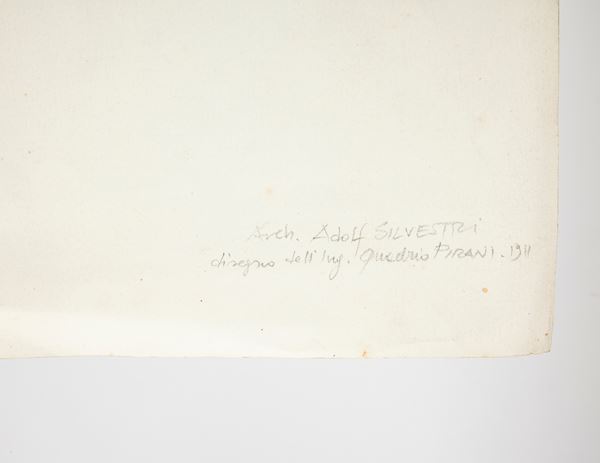 Arch. Adolf SILVESTRI
disegno dell'Ing. Quadrio PIRANI. 1911